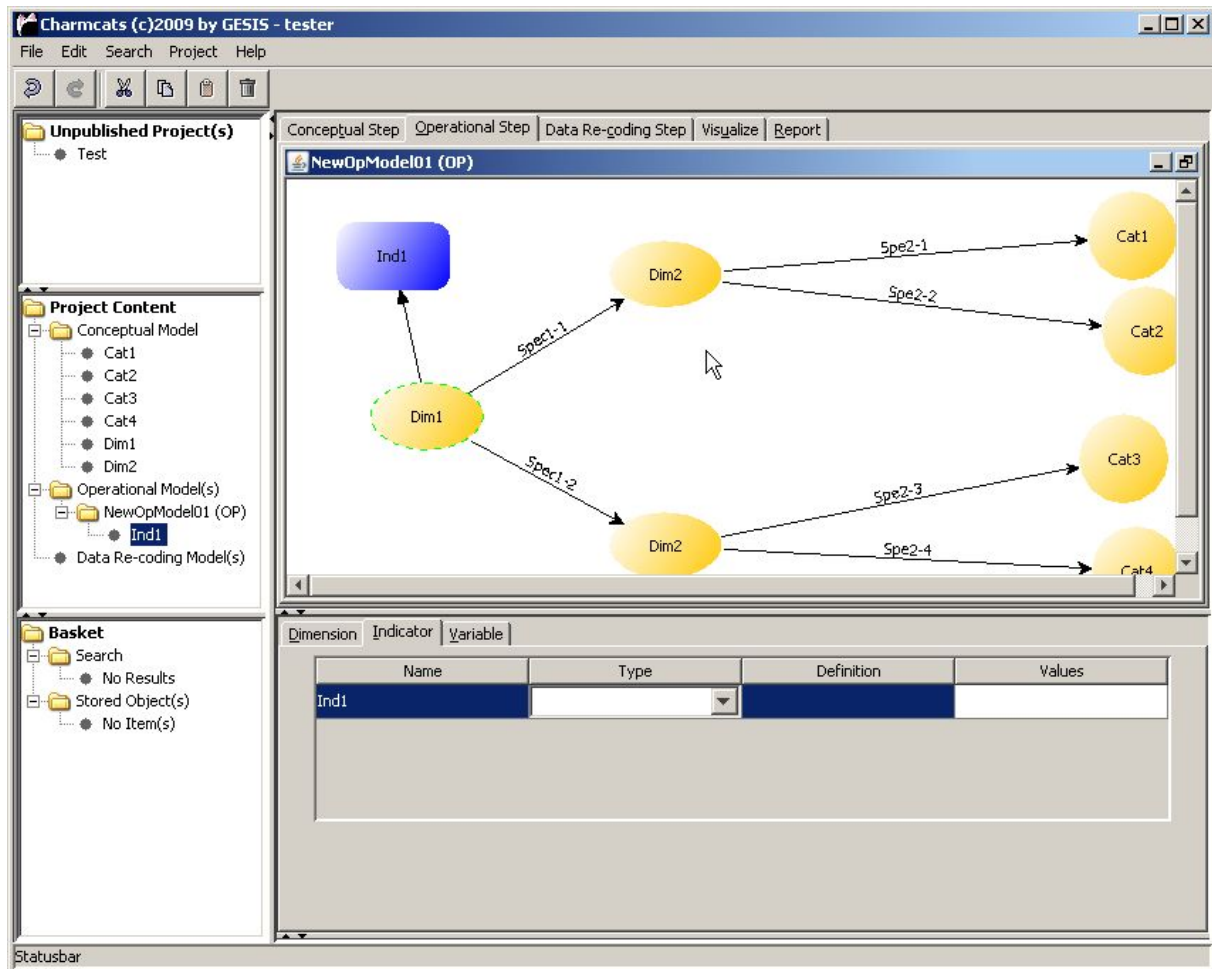 Charmcats (c)2009 by GESIS - tester
File Edit Search Project Help
Unpublished Project(s)
Test
Project Content
Conceptual Model
Cat1
Cat2
Cat3
Cat4
Dim1
Dim2
Operational Model(s)
NewOpModel01 (OP)
Ind1
Data Re-coding Model(s)
Basket
Search
No Results
Stored Object(s)
No Item(s)
Conceptual Step Operational Step Data Re-coding Step Visualize Report
NewOpModel01 (OP)
Ind1
Dim2
Spe2-1
Cat1
Spe2-2
Cat2
Spec1-1
Dim1
Spec1-2
Cat3
Spe2-3
Dim2
Spe2-4
Cat4
Dimension Indicator Variable
Name Type Definition Values
Ind1
Statusbar